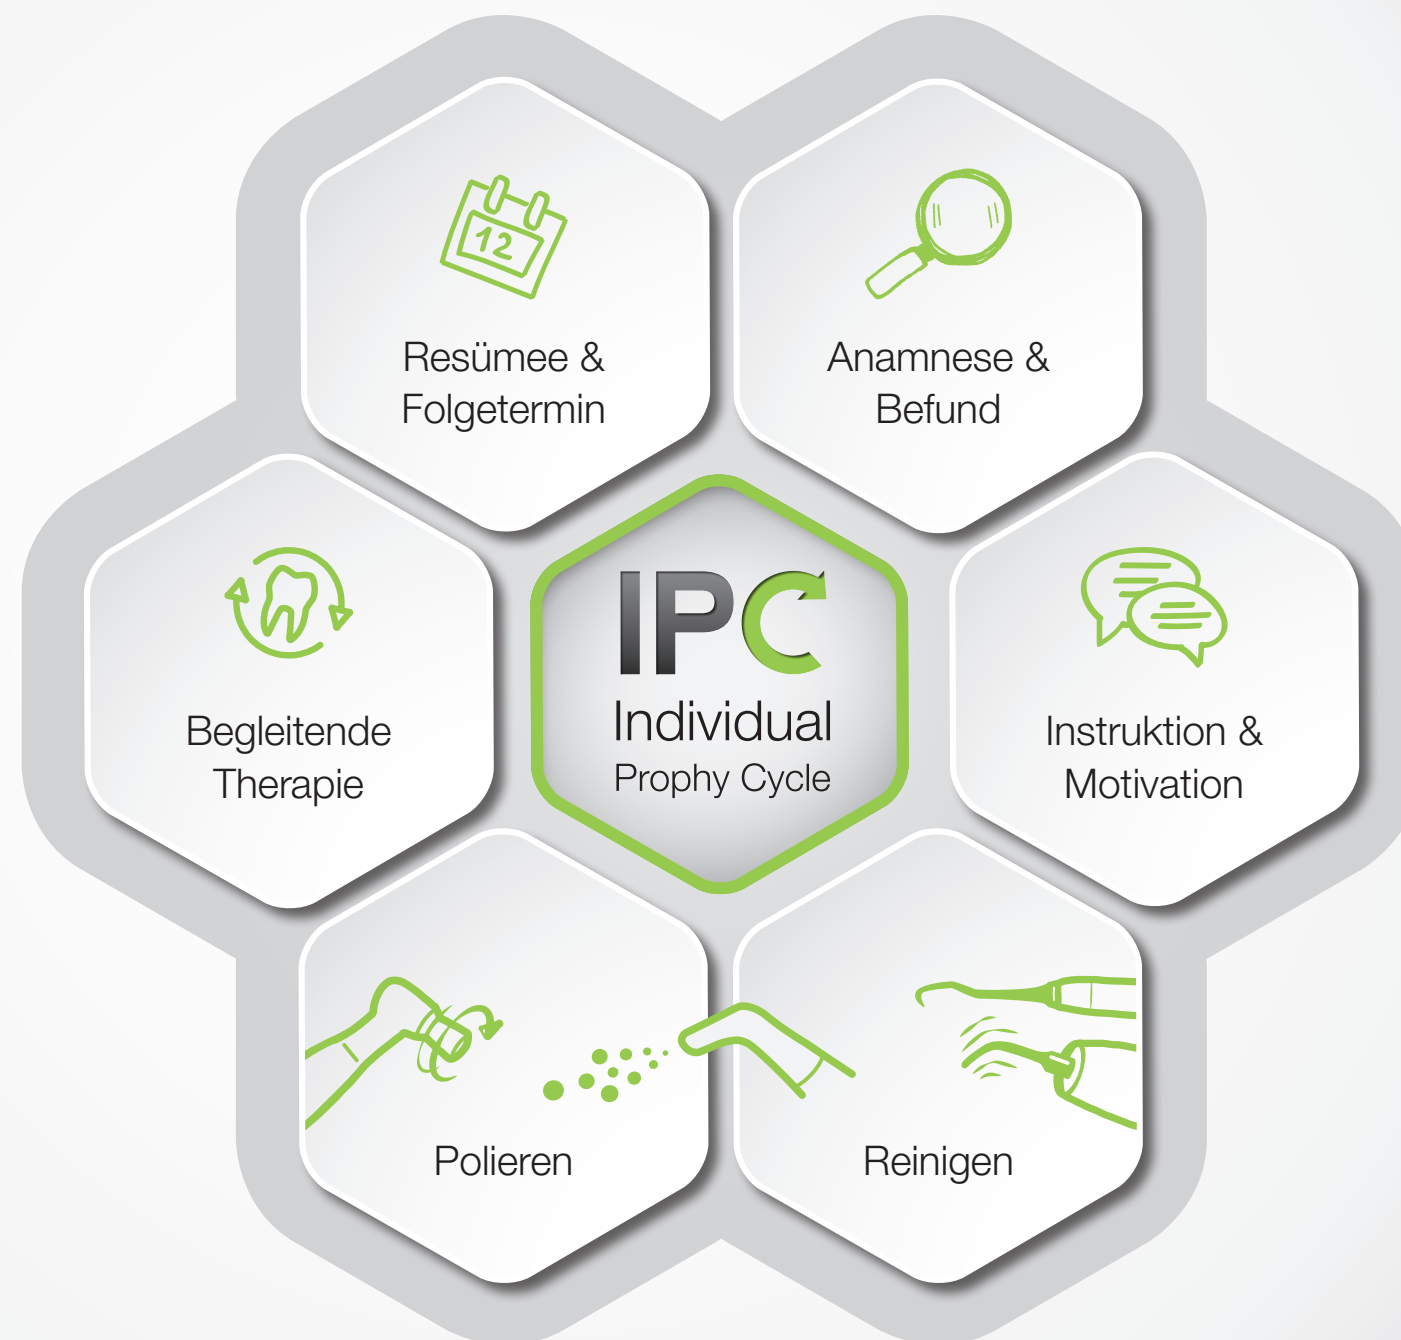 12
Resümee &
Folgetermin
Anamnese &
Befund
Begleitende
Therapie
IPC
Individual
Prophy Cycle
Instruktion &
Motivation
Polieren
Reinigen